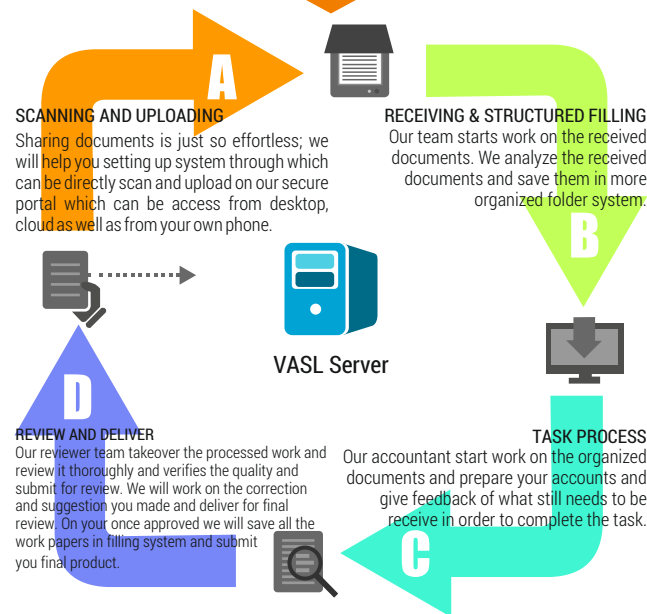 A
SCANNING AND UPLOADING
Sharing documents is just so effortless; we
will help you setting up system through which
can be directly scan and upload on our secure
portal which can be access from desktop,
cloud as well as from your own phone.
RECEIVING & STRUCTURED FILLING
Our team starts work on the received
documents. We analyze the received
documents and save them in more
organized folder system.
B
VASL Server
D
REVIEW AND DELIVER
Our reviewer team takeover the processed work and
review it thoroughly and verifies the quality and
submit for review. We will work on the correction
and suggestion you made and deliver for final
review. On your once approved we will save all the
work papers in filling system and submit
you final product.
TASK PROCESS
Our accountant start work on the organized
documents and prepare your accounts and
give feedback of what still needs to be
receive in order to complete the task.
C